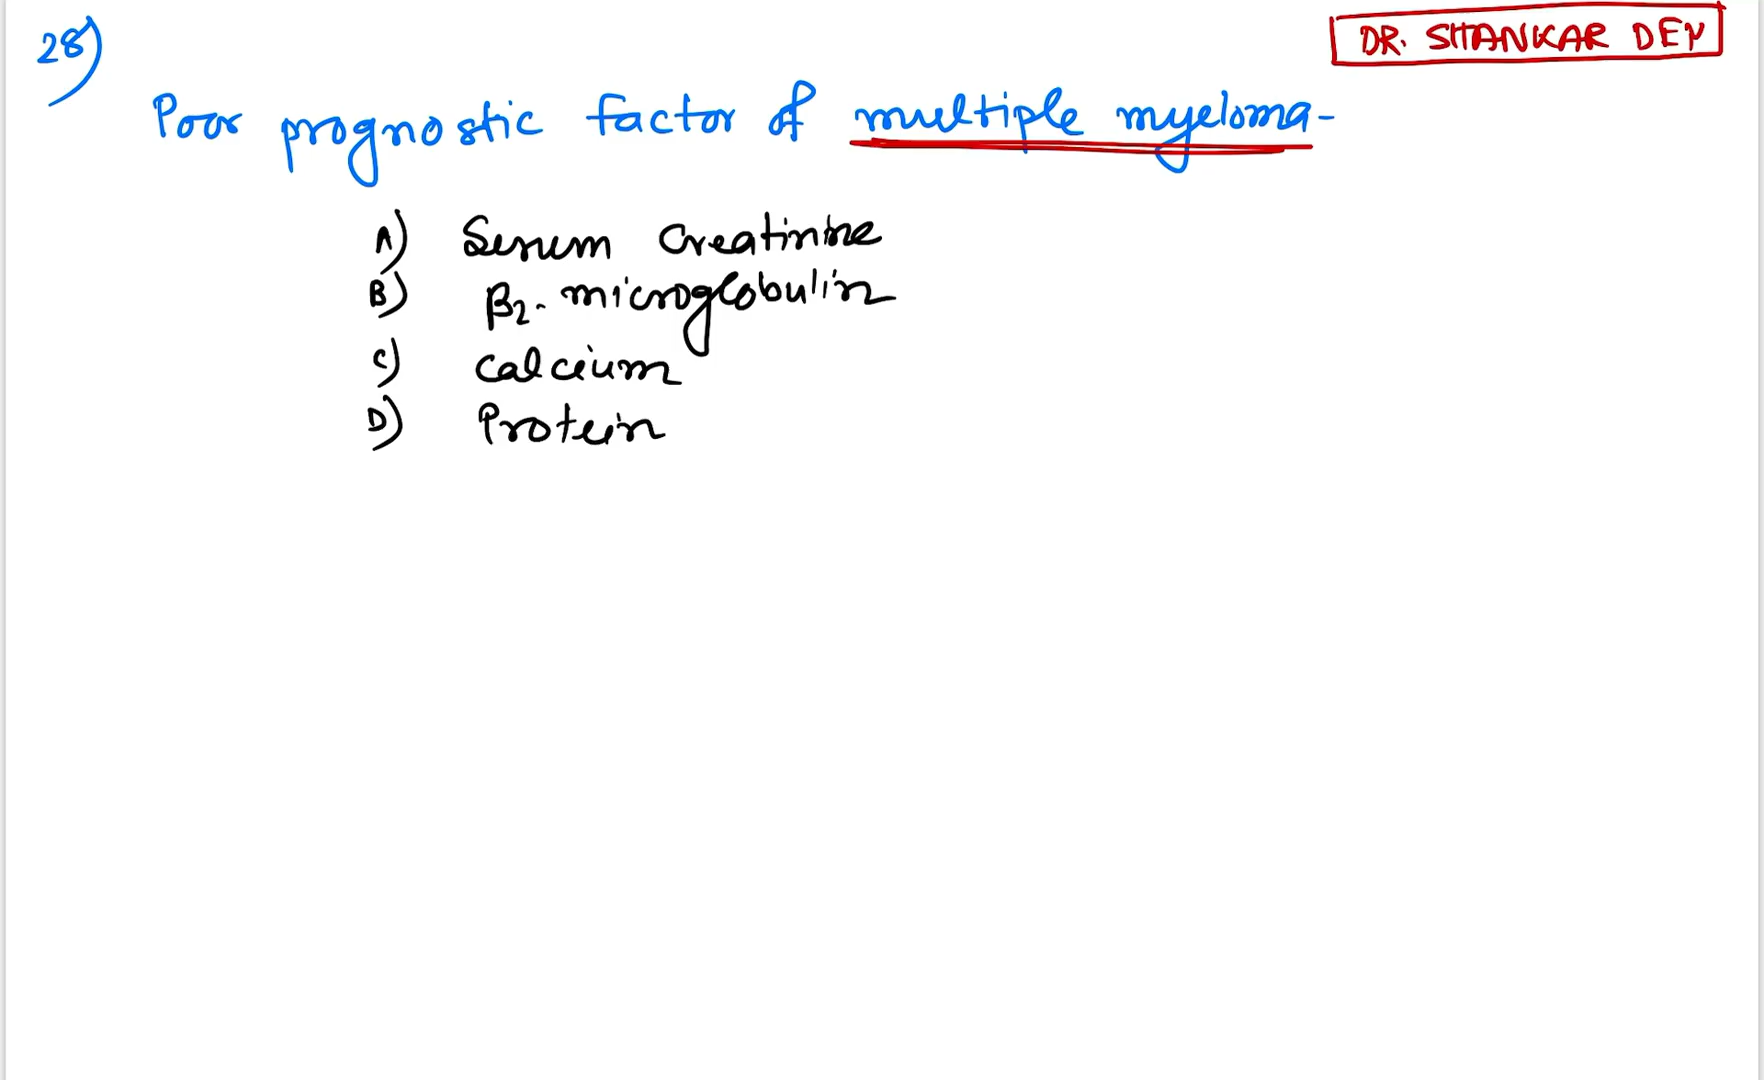 28)
DR. SHANKAR DEY
Poor prognostic factor of multiple myeloma-
A) Serum Creatinine
B) β2-microglobulin
C) Calcium
D) Protein